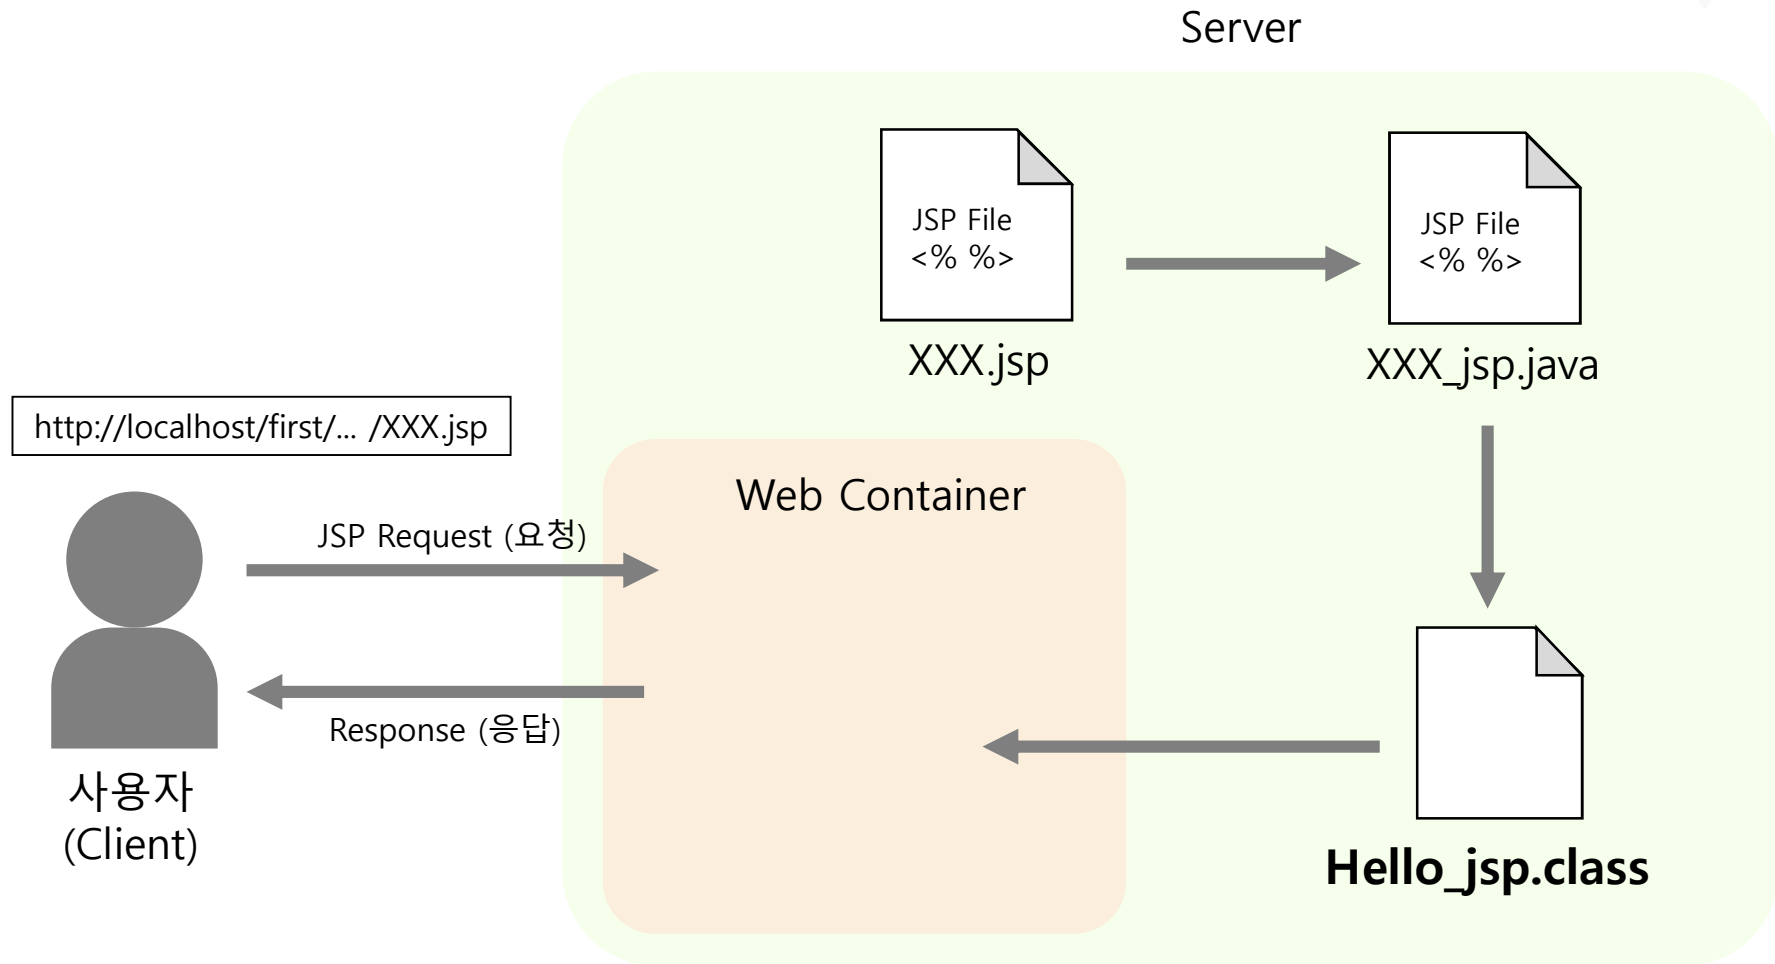 Server
JSP File
<% %>
XXX.jsp
JSP File
<% %>
XXX_jsp.java
http://localhost/first/... /XXX.jsp
Web Container
JSP Request (요청)
Response (응답)
사용자
(Client)
Hello_jsp.class